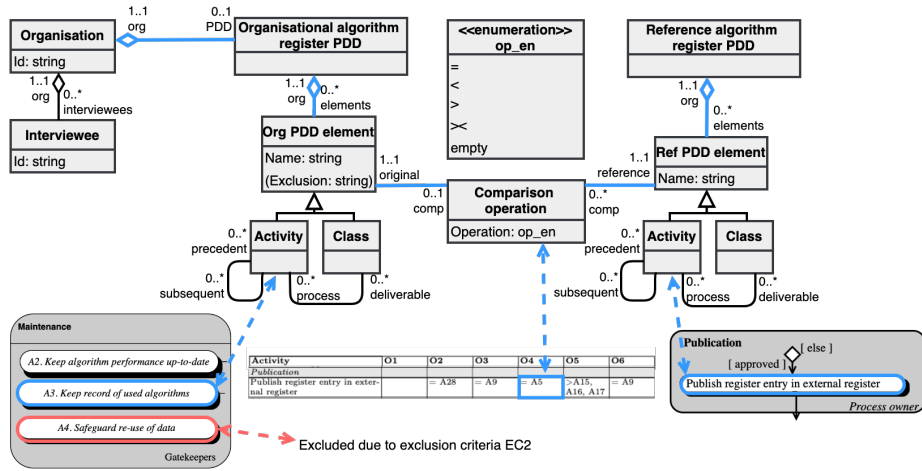 Organisation
Id: string
1..1
org
0..1
PDD
Organisational algorithm
register PDD
<<enumeration>>
op_en
=
<
>
><
empty
Reference algorithm
register PDD
1..1
org
0..*
interviewees
Interviewee
Id: string
1..1
org
0..*
elements
Org PDD element
Name: string
(Exclusion: string)
1..1
original
0..1
comp
Comparison
operation
Operation: op_en
1..1
reference
0..*
comp
1..1
org
0..*
elements
Ref PDD element
Name: string
0..*
precedent
Activity
Class
0..*
subsequent
0..*
process
0..*
deliverable
0..*
precedent
Activity
Class
0..*
subsequent
0..*
process
0..*
deliverable
Maintenance
A2. Keep algorithm performance up-to-date
A3. Keep record of used algorithms
A4. Safeguard re-use of data
Gatekeepers
Excluded due to exclusion criteria EC2
Activity O1 O2 O3 O4 O5 O6
Publication
Publish register entry in exter- = A28 = A9 = A5 >A15, = A9
nal register A16, A17
Publication
[ else ]
[ approved ]
Publish register entry in external register
Process owner